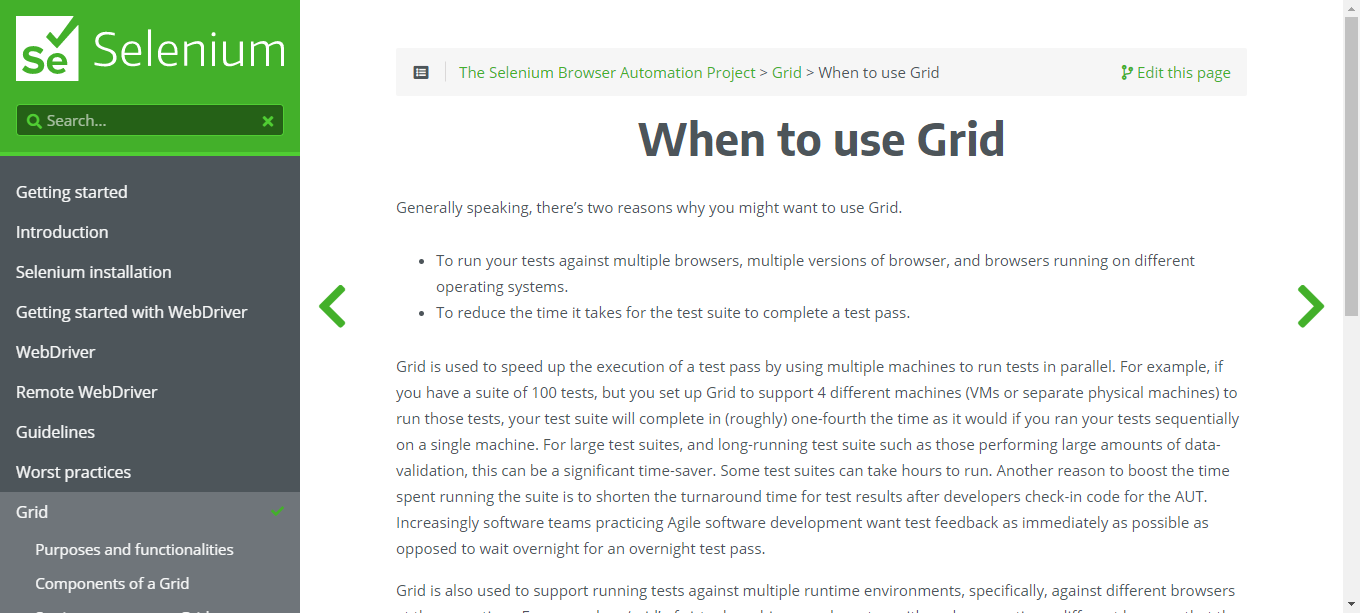 Se Selenium
Search...
Getting started
Introduction
Selenium installation
Getting started with WebDriver
WebDriver
Remote WebDriver
Guidelines
Worst practices
Grid
Purposes and functionalities
Components of a Grid
The Selenium Browser Automation Project > Grid > When to use Grid
Edit this page
When to use Grid
Generally speaking, there’s two reasons why you might want to use Grid.
• To run your tests against multiple browsers, multiple versions of browser, and browsers running on different
operating systems.
• To reduce the time it takes for the test suite to complete a test pass.
Grid is used to speed up the execution of a test pass by using multiple machines to run tests in parallel. For example, if
you have a suite of 100 tests, but you set up Grid to support 4 different machines (VMs or separate physical machines) to
run those tests, your test suite will complete in (roughly) one-fourth the time as it would if you ran your tests sequentially
on a single machine. For large test suites, and long-running test suite such as those performing large amounts of data-
validation, this can be a significant time-saver. Some test suites can take hours to run. Another reason to boost the time
spent running the suite is to shorten the turnaround time for test results after developers check-in code for the AUT.
Increasingly software teams practicing Agile software development want test feedback as immediately as possible as
opposed to wait overnight for an overnight test pass.
Grid is also used to support running tests against multiple runtime environments, specifically, against different browsers